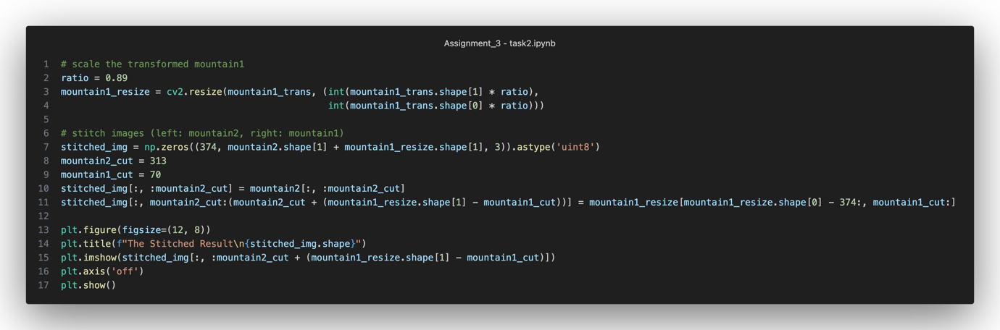 Assignment_3 - task2.ipynb
1 # scale the transformed mountain1
2 ratio = 0.89
3 mountain1_resize = cv2.resize(mountain1_trans, (int(mountain1_trans.shape[1] * ratio),
4                                                 int(mountain1_trans.shape[0] * ratio)))
5
6 # stitch images (left: mountain2, right: mountain1)
7 stitched_img = np.zeros((374, mountain2.shape[1] + mountain1_resize.shape[1], 3)).astype('uint8')
8 mountain2_cut = 313
9 mountain1_cut = 70
10 stitched_img[:, :mountain2_cut] = mountain2[:, :mountain2_cut]
11 stitched_img[:, mountain2_cut:(mountain2_cut + (mountain1_resize.shape[1] - mountain1_cut))] = mountain1_resize[mountain1_resize.shape[0] - 374:, mountain1_cut:]
12
13 plt.figure(figsize=(12, 8))
14 plt.title(f"The Stitched Result\n{stitched_img.shape}")
15 plt.imshow(stitched_img[:, :mountain2_cut + (mountain1_resize.shape[1] - mountain1_cut)])
16 plt.axis('off')
17 plt.show()